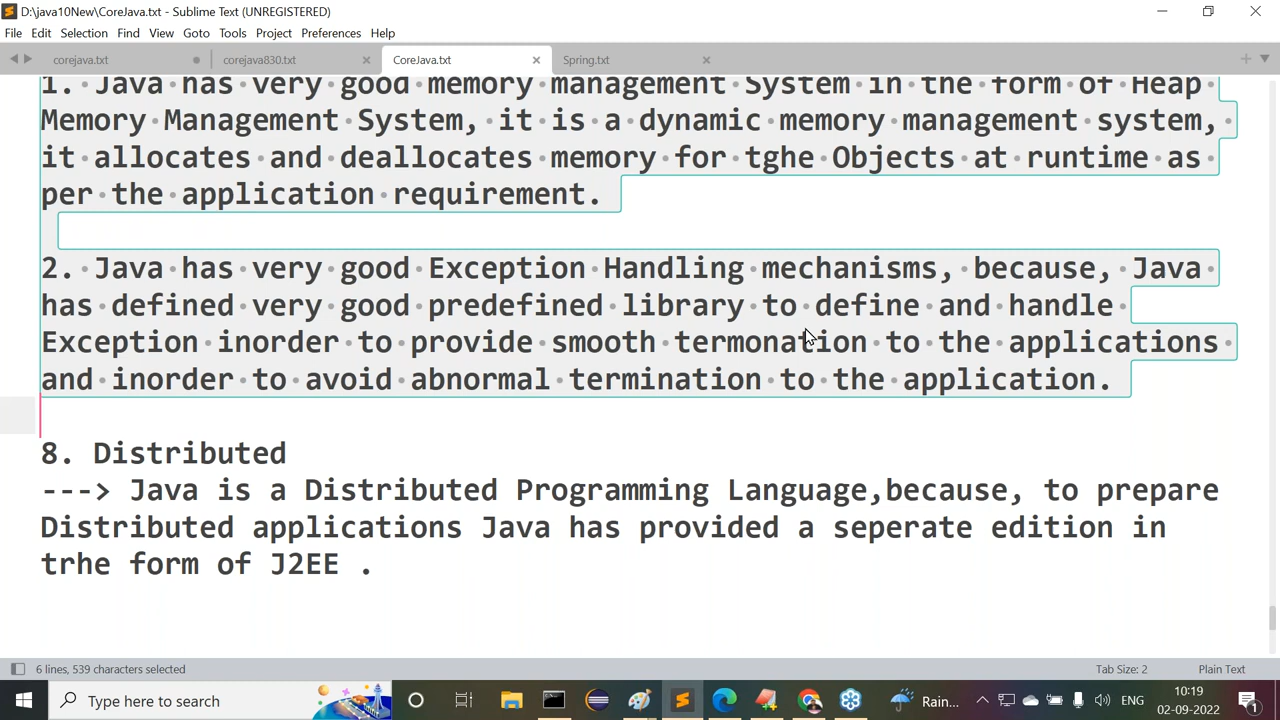 D:\java10New\CoreJava.txt - Sublime Text (UNREGISTERED)
File Edit Selection Find View Goto Tools Project Preferences Help
corejava.txt corejava830.txt CoreJava.txt Spring.txt
1. Java has very good memory management System in the form of Heap
Memory Management System, it is a dynamic memory management system,
it allocates and deallocates memory for tghe Objects at runtime as
per the application requirement.
2. Java has very good Exception Handling mechanisms, because, Java
has defined very good predefined library to define and handle
Exception inorder to provide smooth termonation to the applications
and inorder to avoid abnormal termination to the application.
8. Distributed
---> Java is a Distributed Programming Language,because, to prepare
Distributed applications Java has provided a seperate edition in
trhe form of J2EE .
6 lines, 539 characters selected Tab Size: 2 Plain Text
Type here to search Rain... ENG 10:19
02-09-2022 1